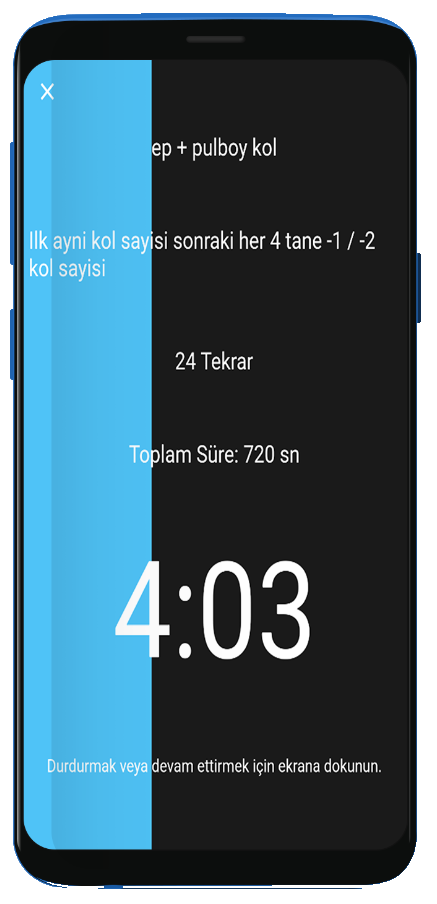 ep + pulboy kol
Ilk ayni kol sayisi sonraki her 4 tane -1 / -2
kol sayisi
24 Tekrar
Toplam Süre: 720 sn
4:03
Durdurmak veya devam ettirmek için ekrana dokunun.